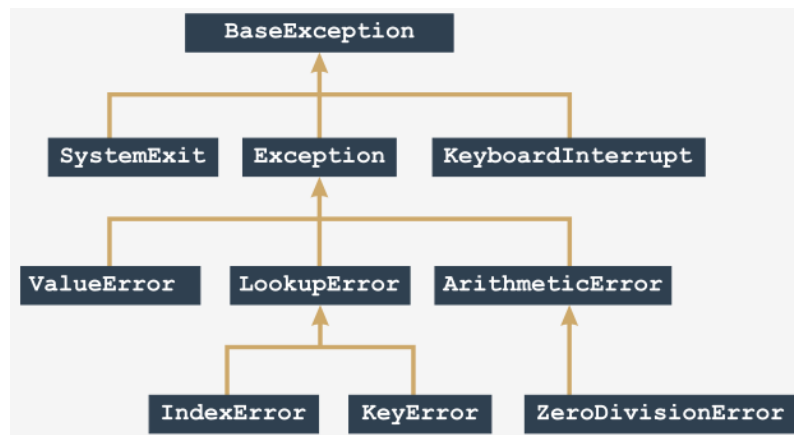 BaseException
SystemExit
Exception
KeyboardInterrupt
ValueError
LookupError
ArithmeticError
IndexError
KeyError
ZeroDivisionError